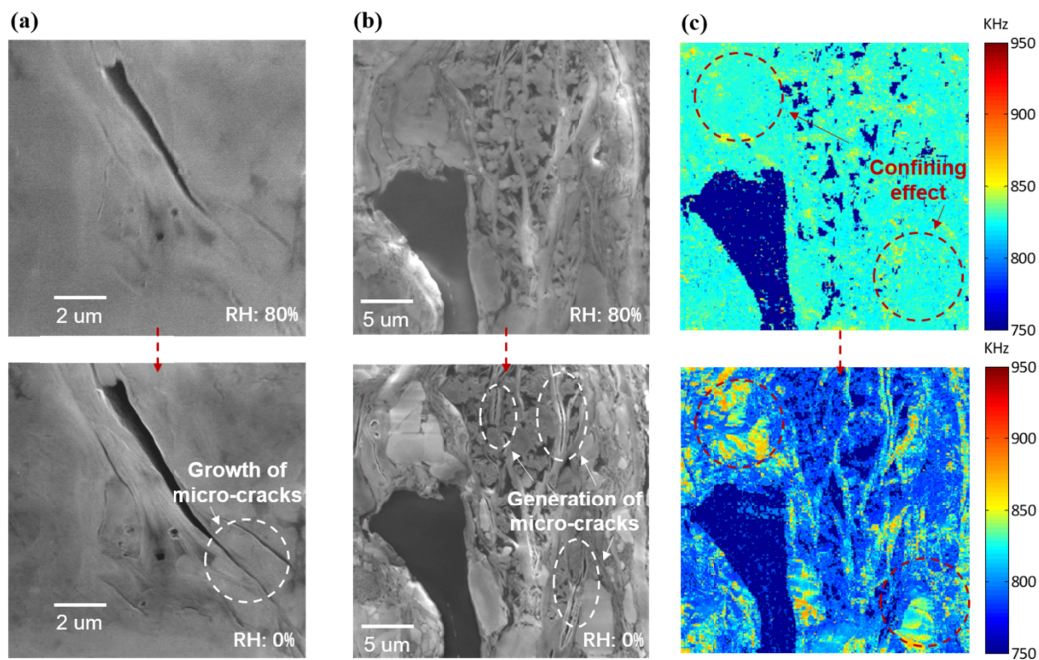 (a)
(b)
(c)
2 um
RH: 80%
5 um
RH: 80%
Confining
effect
KHz
950
900
850
800
750
Growth of
micro-cracks
2 um
RH: 0%
Generation of
micro-cracks
5 um
RH: 0%
KHz
950
900
850
800
750